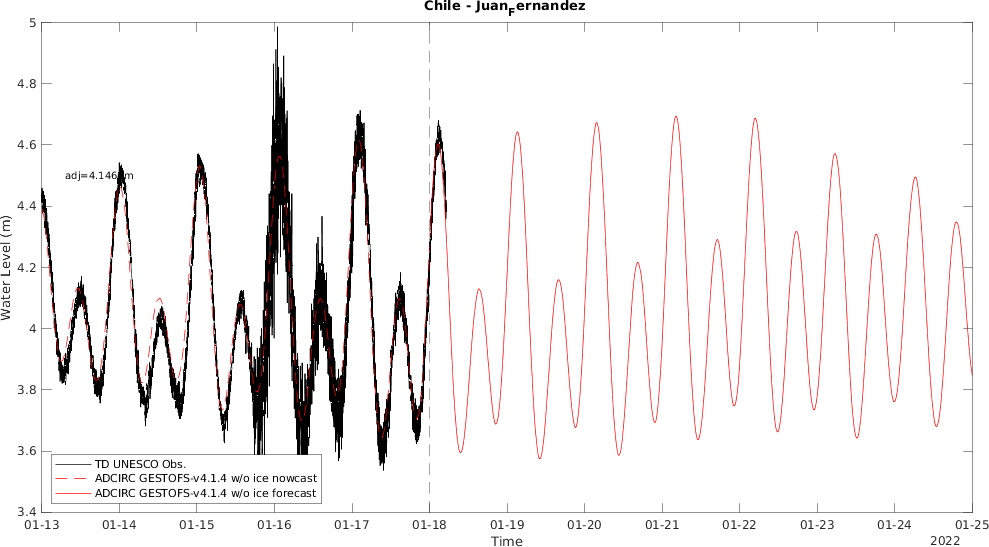 Chile - Juan_Fernandez
5
4.8
4.6
4.4
4.2
4
3.8
3.6
3.4
Water Level (m)
adj=4.146 m
TD UNESCO Obs.
ADCIRC GESTOFS-v4.1.4 w/o ice nowcast
ADCIRC GESTOFS-v4.1.4 w/o ice forecast
01-13 01-14 01-15 01-16 01-17 01-18 01-19 01-20 01-21 01-22 01-23 01-24 01-25
Time
2022